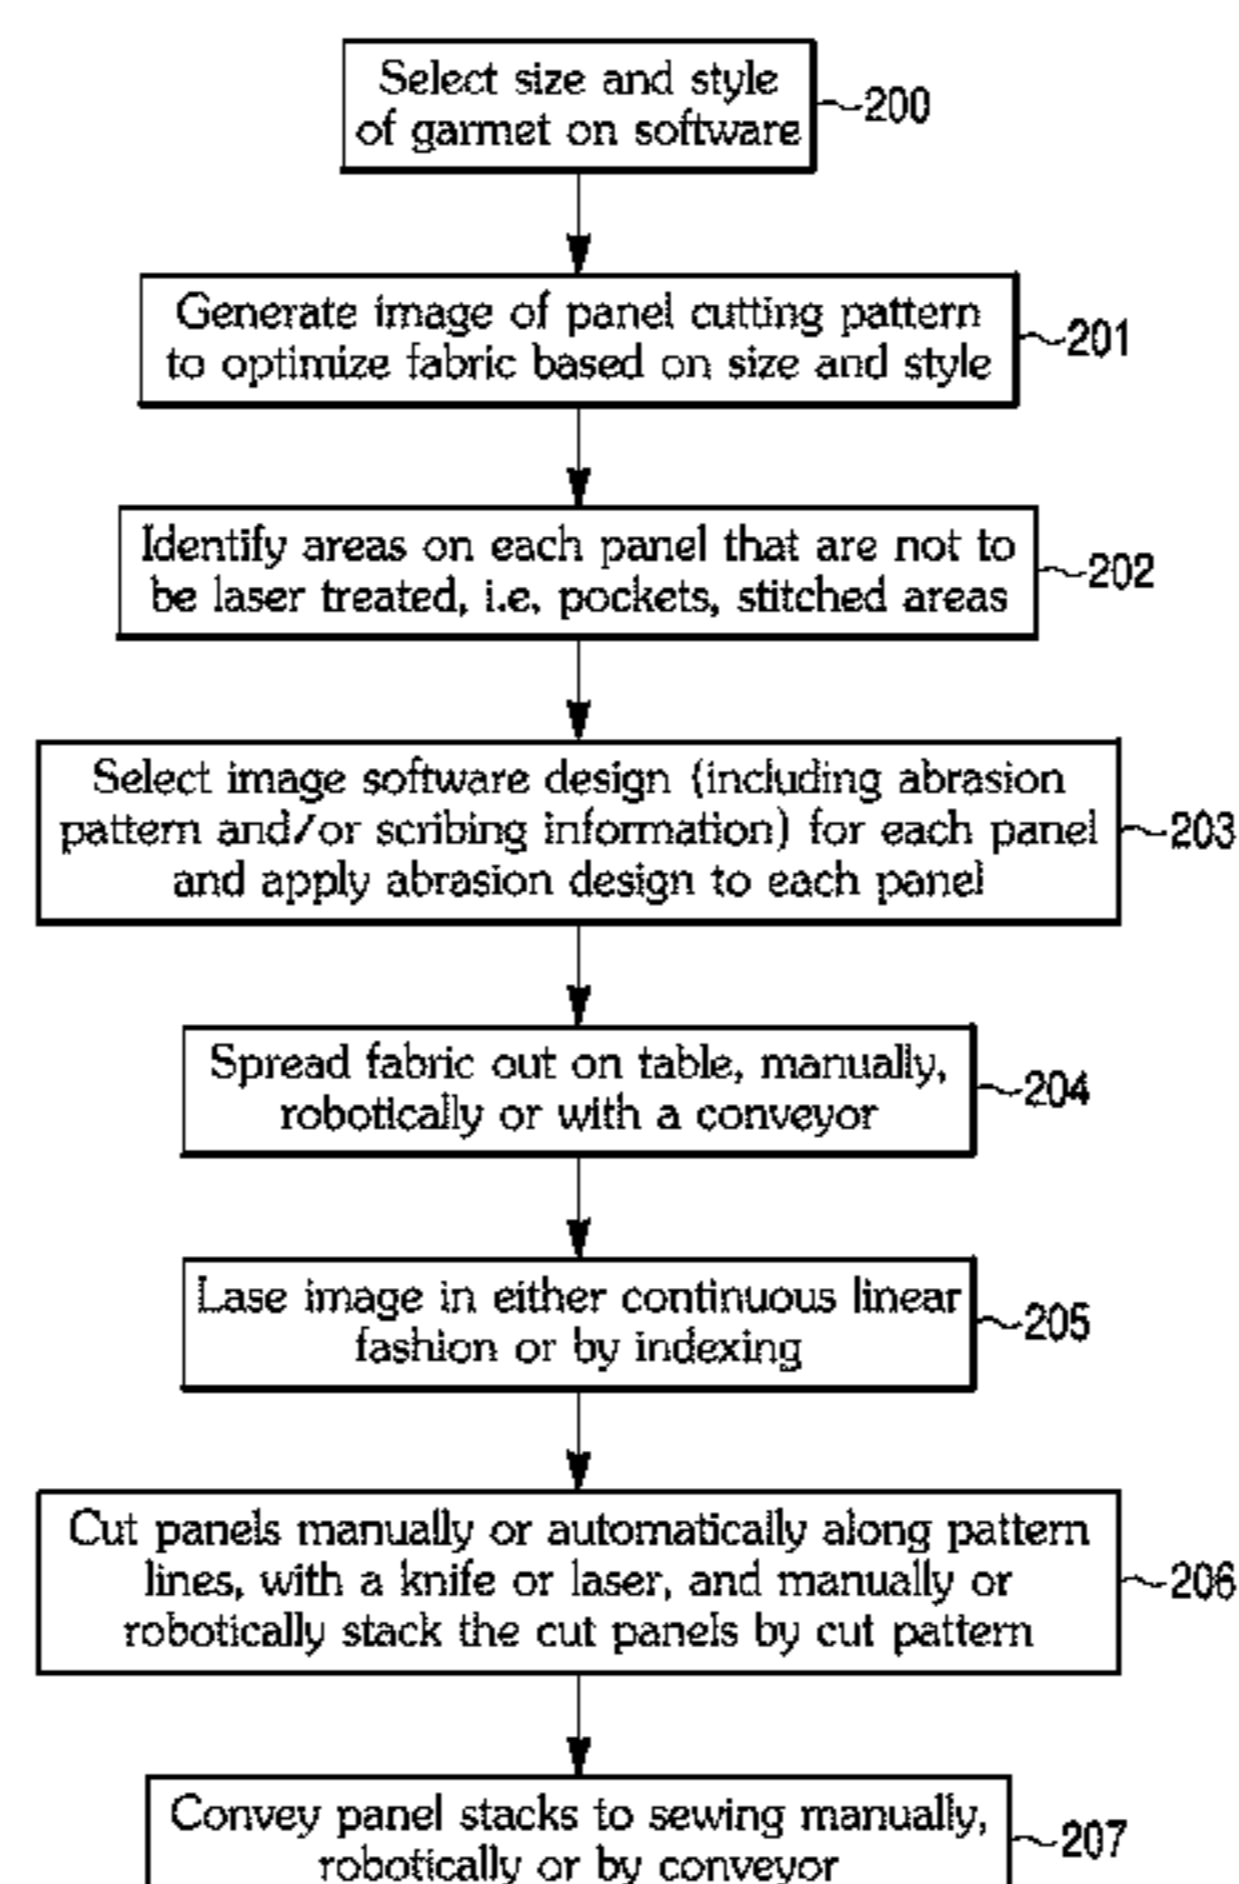 Select size and style
of garmet on software
200
Generate image of panel cutting pattern
to optimize fabric based on size and style
201
Identify areas on each panel that are not to
be laser treated, i.e. pockets, stitched areas
202
Select image software design (including abrasion
pattern and/or scribing information) for each panel
and apply abrasion design to each panel
203
Spread fabric out on table, manually,
robotically or with a conveyor
204
Lase image in either continuous linear
fashion or by indexing
205
Cut panels manually or automatically along pattern
lines, with a knife or laser, and manually or
robotically stack the cut panels by cut pattern
206
Convey panel stacks to sewing manually,
robotically or by conveyor
207